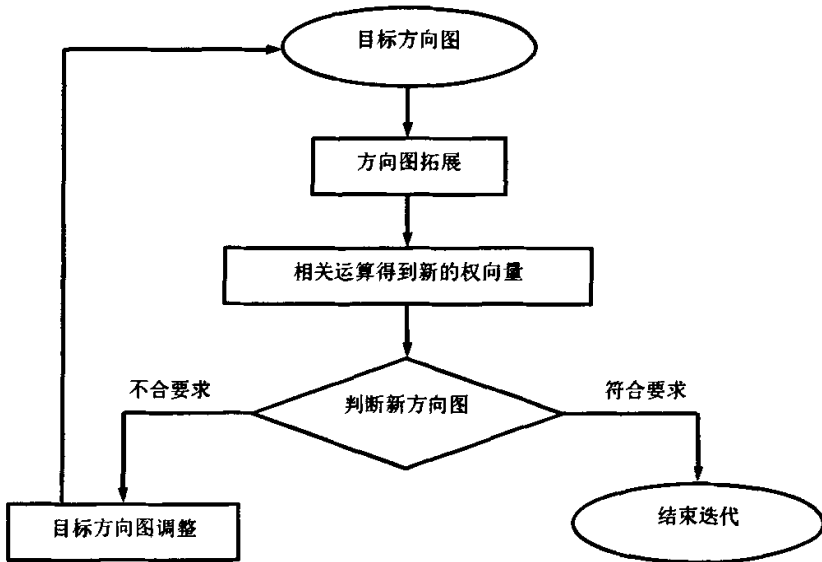 目标方向图
方向图拓展
相关运算得到新的权向量
不合要求
判断新方向图
符合要求
目标方向图调整
结束迭代